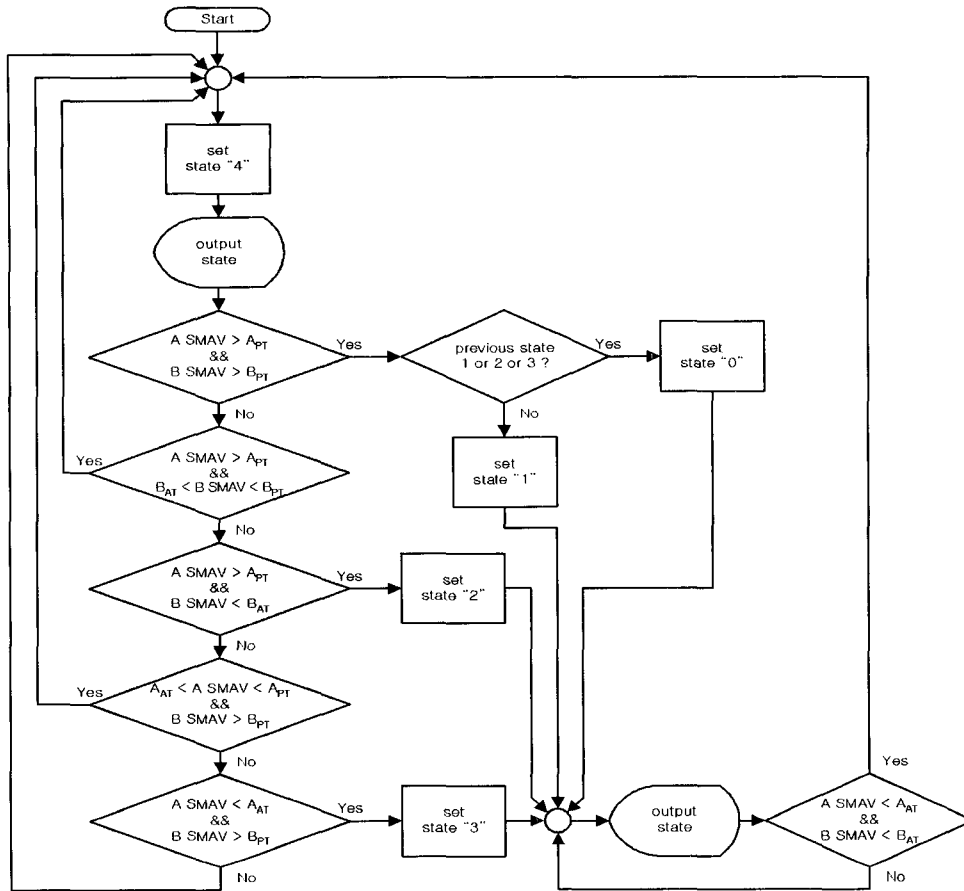 Start
set
state "4"
output
state
A SMAV > A_PT
&&
B SMAV > B_PT
Yes
No
previous state
1 or 2 or 3 ?
Yes
No
set
state "0"
set
state "1"
A SMAV > A_PT
&&
B_AT < B SMAV < B_PT
Yes
No
A SMAV > A_PT
&&
B SMAV < B_AT
Yes
No
set
state "2"
A_AT < A SMAV < A_PT
&&
B SMAV > B_PT
Yes
No
A SMAV < A_AT
&&
B SMAV > B_PT
Yes
No
set
state "3"
output
state
A SMAV < A_AT
&&
B SMAV < B_AT
Yes
No